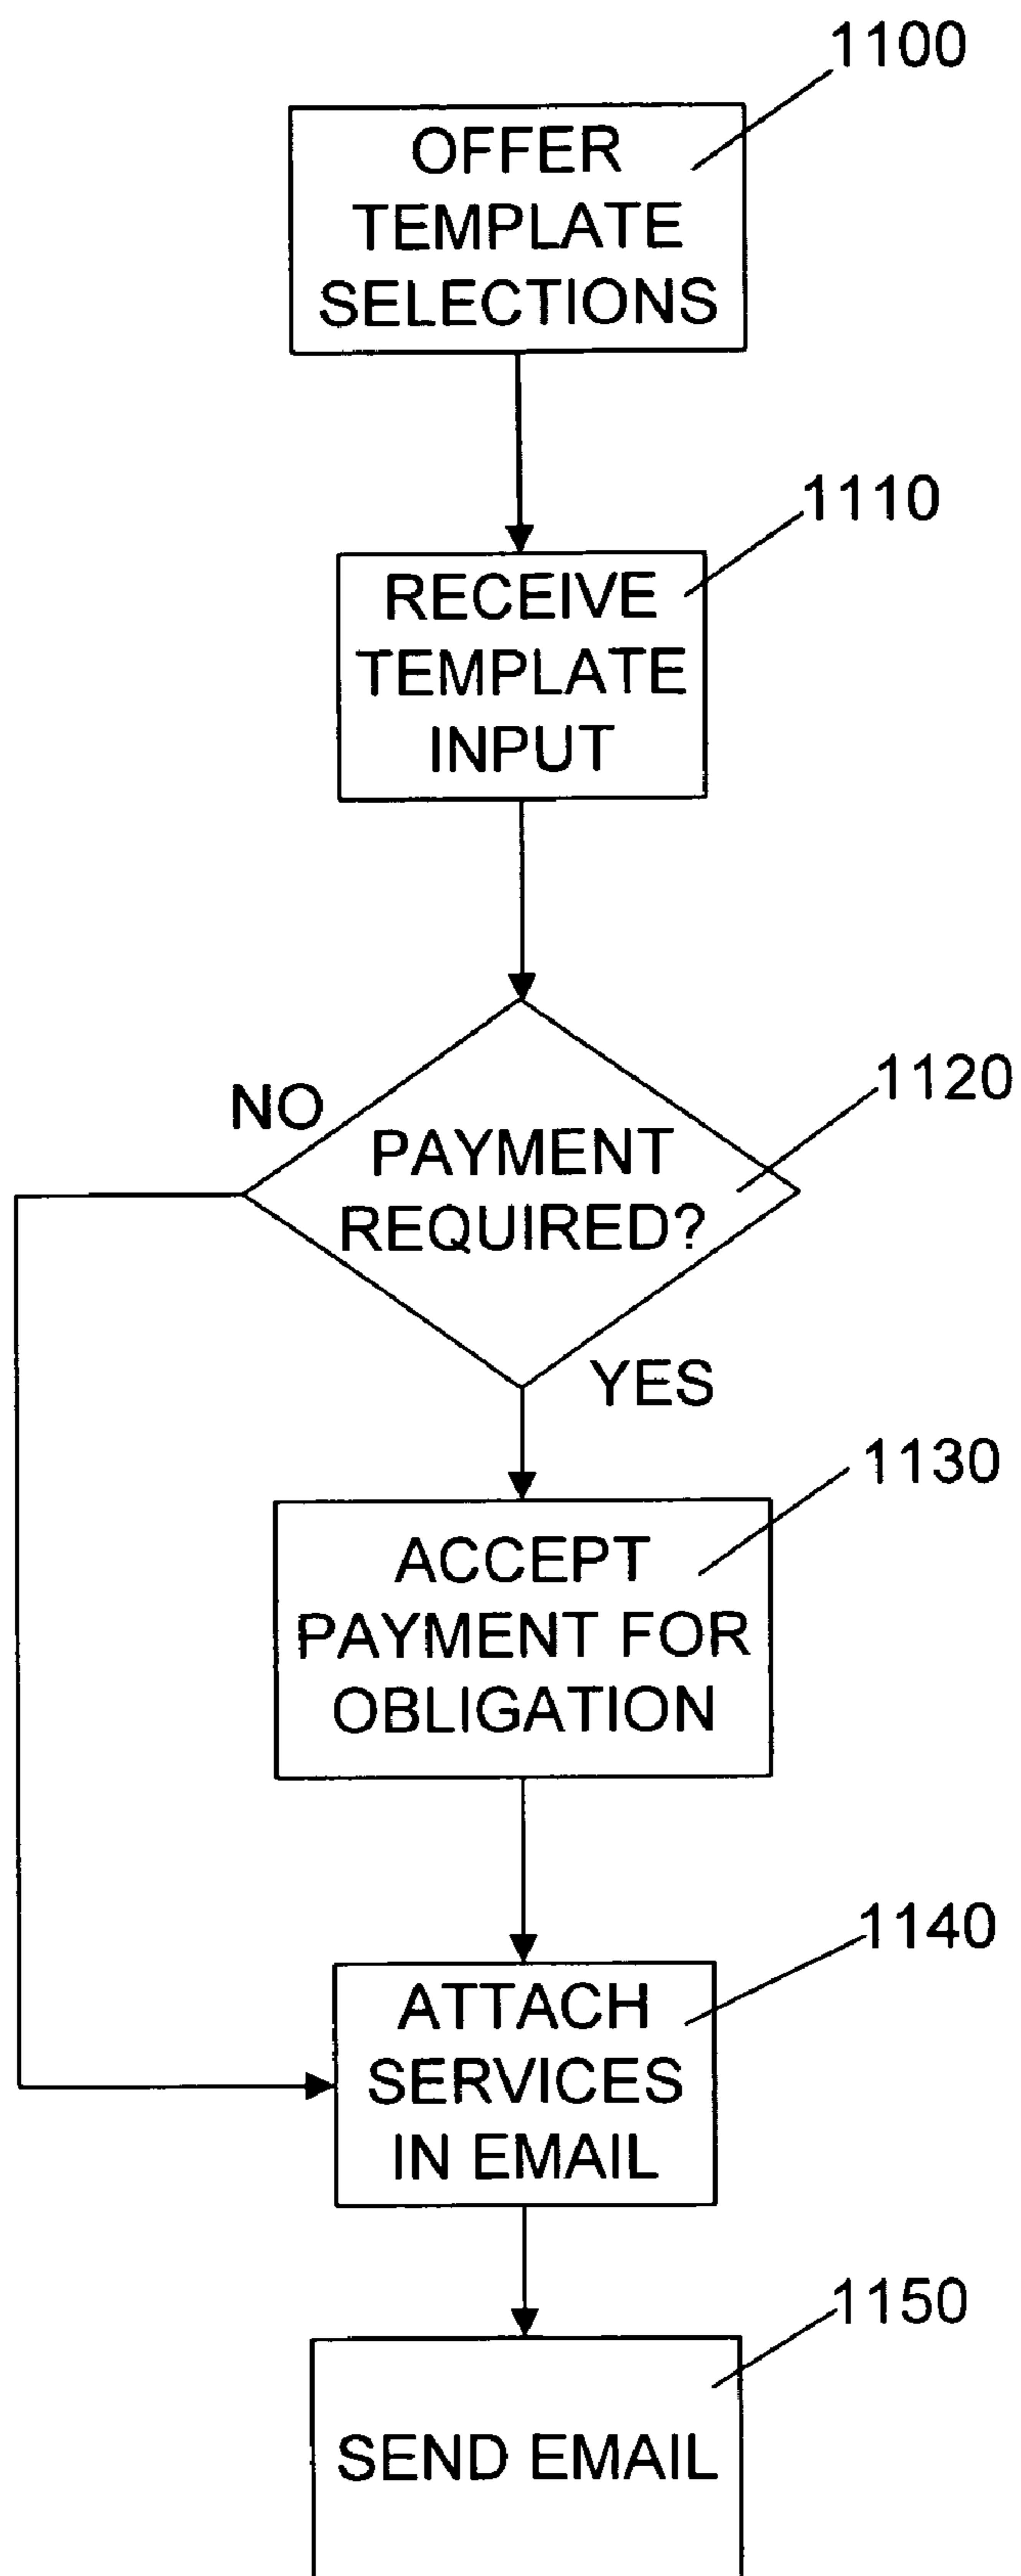 1100
OFFER
TEMPLATE
SELECTIONS
1110
RECEIVE
TEMPLATE
INPUT
1120
NO
PAYMENT
REQUIRED?
YES
1130
ACCEPT
PAYMENT FOR
OBLIGATION
1140
ATTACH
SERVICES
IN EMAIL
1150
SEND EMAIL